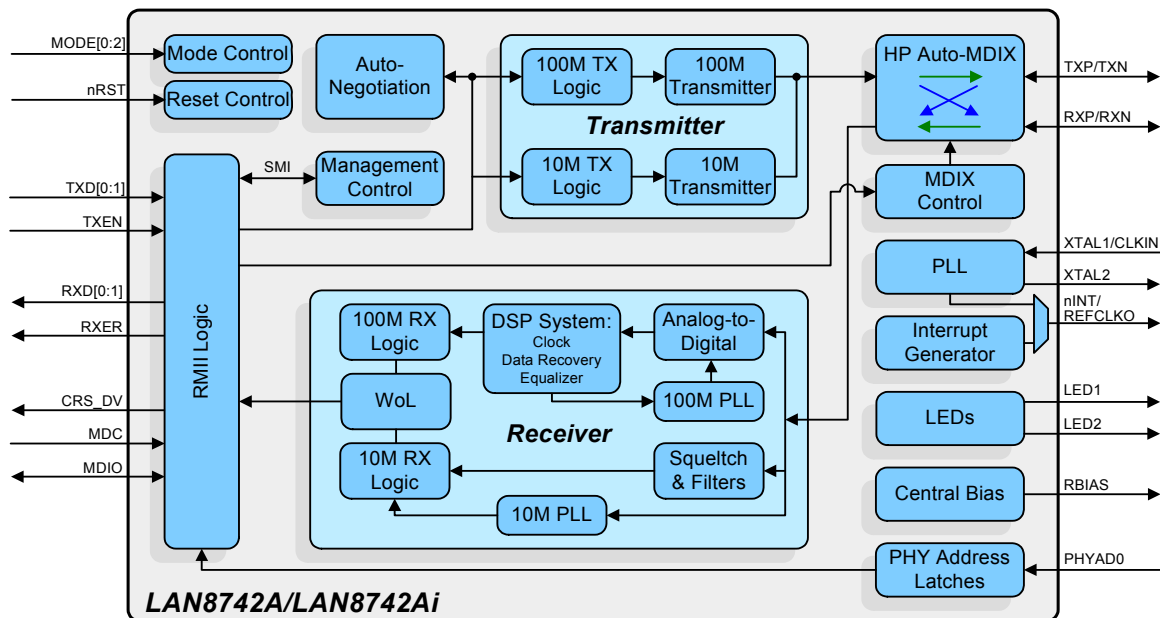 MODE[0:2]
nRST
TXD[0:1]
TXEN
RXD[0:1]
RXER
CRS_DV
MDC
MDIO
Mode Control
Reset Control
Auto-
Negotiation
SMI
Management
Control
RMII Logic
100M TX
Logic
100M
Transmitter
Transmitter
10M TX
Logic
10M
Transmitter
HP Auto-MDIX
MDIX
Control
PLL
Interrupt
Generator
LEDs
Central Bias
PHY Address
Latches
100M RX
Logic
DSP System:
Clock
Data Recovery
Equalizer
Analog-to-
Digital
100M PLL
WoL
Receiver
10M RX
Logic
Squeltch
& Filters
10M PLL
TXP/TXN
RXP/RXN
XTAL1/CLKIN
XTAL2
nINT/
REFCLKO
LED1
LED2
RBIAS
PHYAD0
LAN8742A/LAN8742Ai